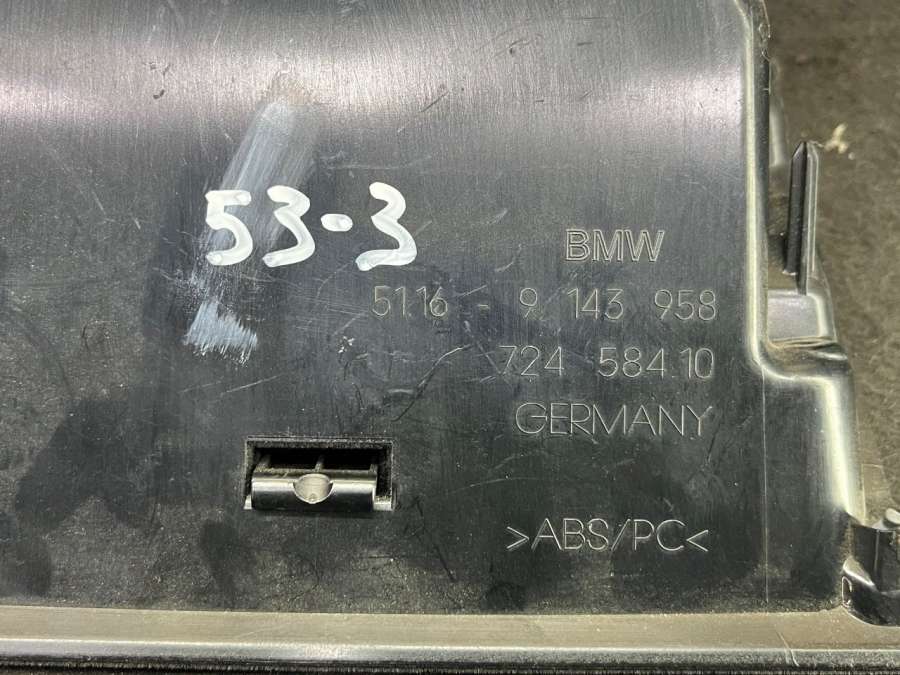 53-3
BMW
51.16 - 9 143 958
724 584.10
GERMANY
>ABS/PC<